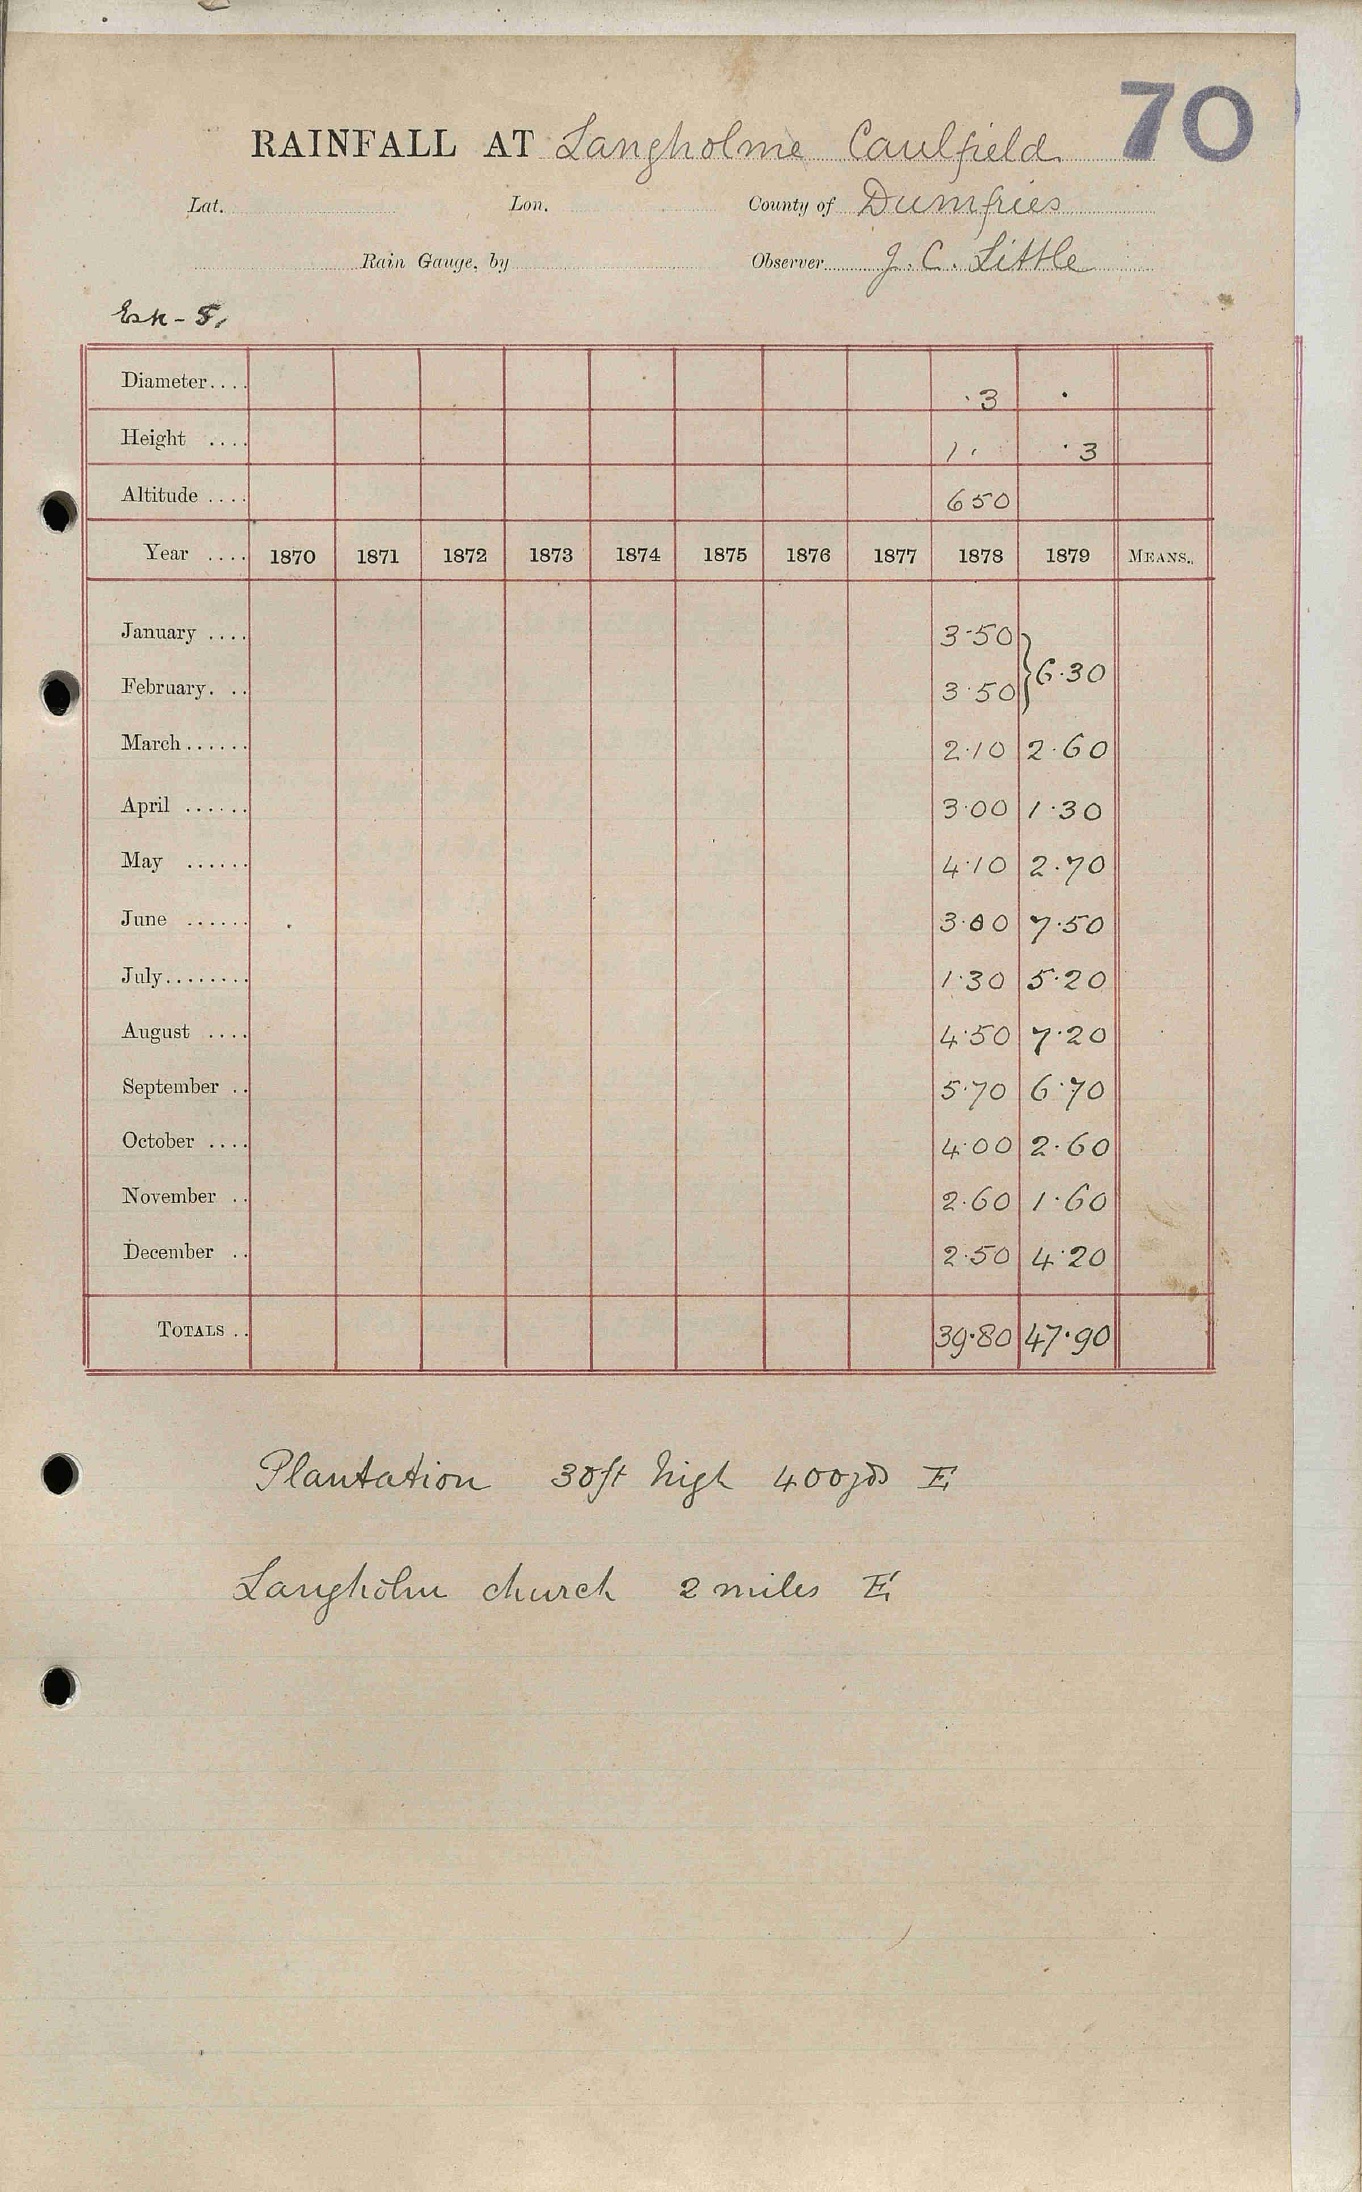 70
RAINFALL AT Langholme Caulfield
Lat. Lon. County of Dumfries
Rain Gauge, by Observer J. C. Little
Esk - 5,
Diameter.... ·3 ·
Height .... 1 · ·3
Altitude .... 650
Year .... 1870 1871 1872 1873 1874 1875 1876 1877 1878 1879 MEANS..
January .... 3·50 } 6·30
February. .. 3·50
March...... 2·10 2·60
April ...... 3·00 1·30
May ...... 4·10 2·70
June ...... 3·00 7·50
July........ 1·30 5·20
August .... 4·50 7·20
September .. 5·70 6·70
October .... 4·00 2·60
November .. 2·60 1·60
December .. 2·50 4·20
TOTALS .. 39·80 47·90
Plantation 30ft high 400yds E
Langholm church 2 miles E